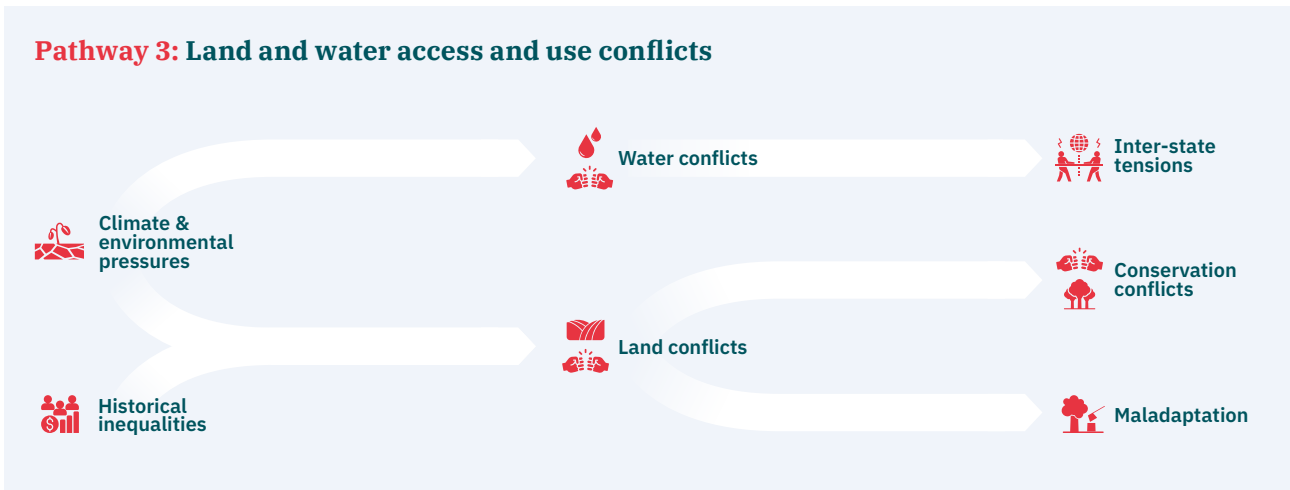 Pathway 3: Land and water access and use conflicts
Climate &
environmental
pressures
Historical
inequalities
Water conflicts
Land conflicts
Inter-state
tensions
Conservation
conflicts
Maladaptation